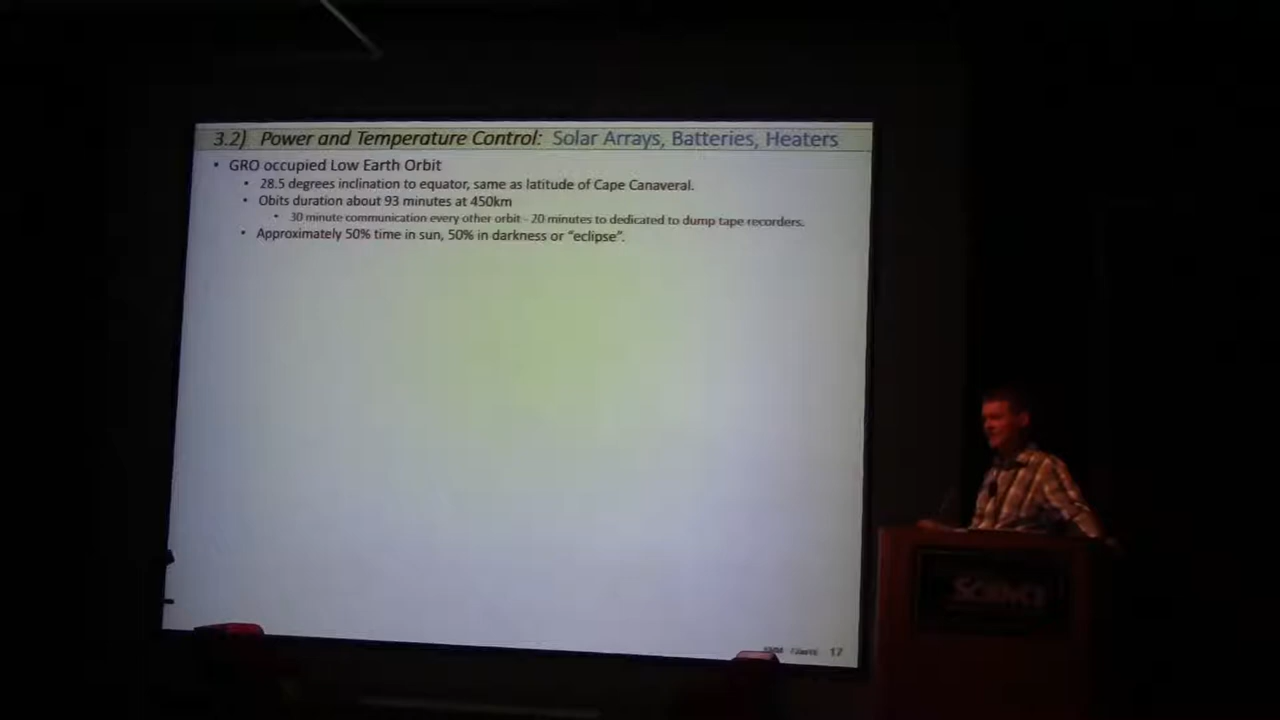 3.2) Power and Temperature Control: Solar Arrays, Batteries, Heaters
• GRO occupied Low Earth Orbit
• 28.5 degrees inclination to equator, same as latitude of Cape Canaveral.
• Obits duration about 93 minutes at 450km
• 30 minute communication every other orbit - 20 minutes to dedicated to dump tape recorders.
• Approximately 50% time in sun, 50% in darkness or “eclipse”.
17
SCIENCE